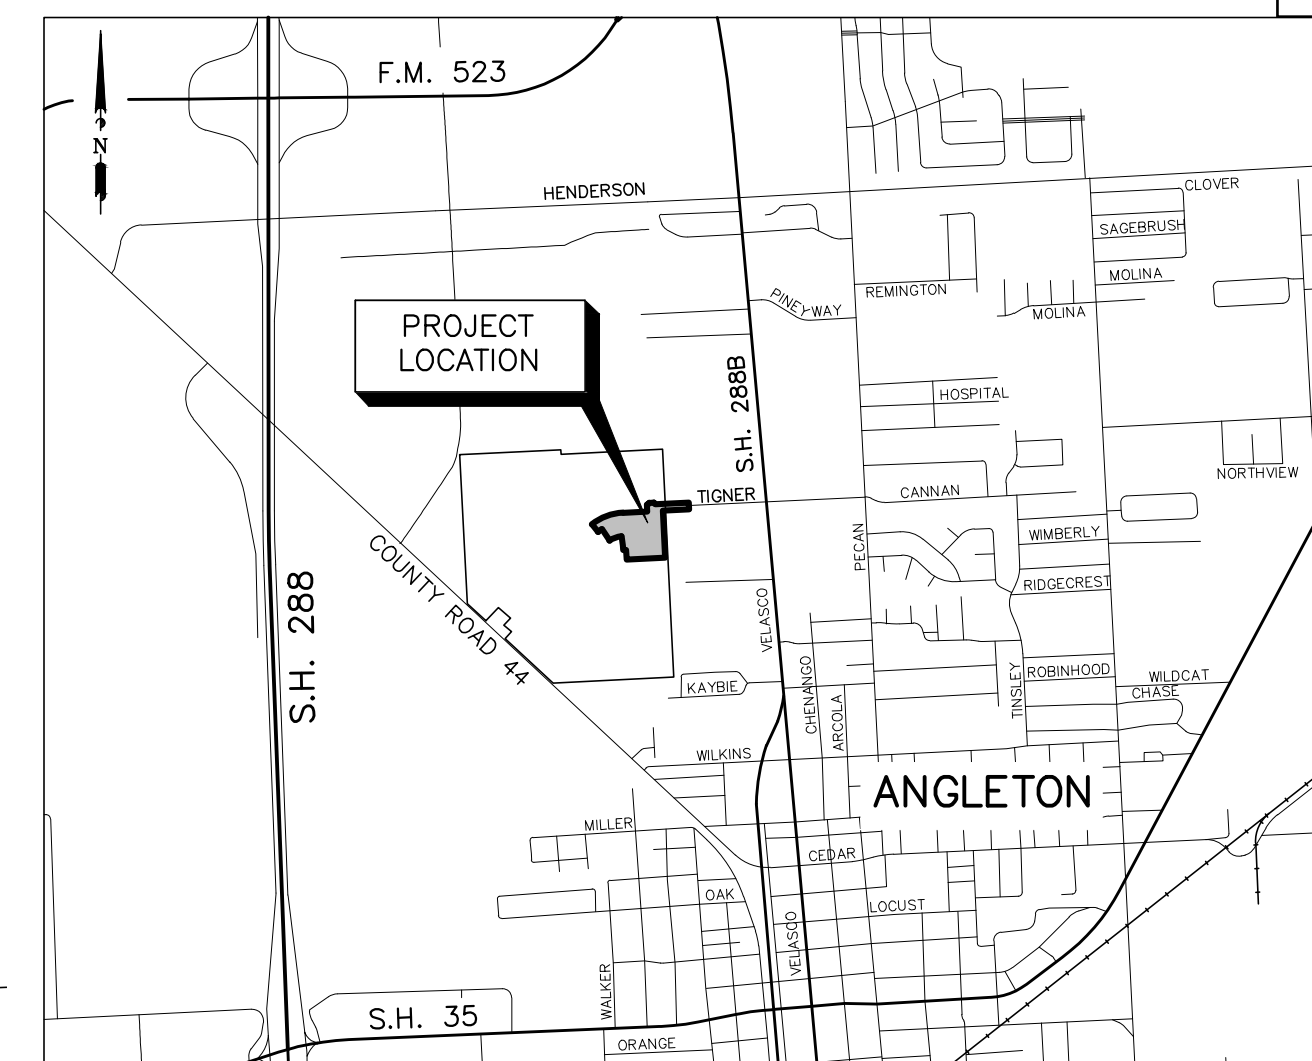 F.M. 523
N
HENDERSON
CLOVER
SAGEBRUSH
MOLINA
REMINGTON
PINEYWAY
MOLINA
PROJECT
LOCATION
S.H. 288B
HOSPITAL
NORTHVIEW
TIGNER
CANNAN
PECAN
WIMBERLY
RIDGECREST
COUNTY ROAD 44
S.H. 288
VELASCO
CHENANGO
ARCOLA
TINSLEY
ROBINHOOD
WILDCAT
CHASE
KAYBIE
WILKINS
ANGLETON
MILLER
CEDAR
OAK
LOCUST
VELASCO
WALKER
S.H. 35
ORANGE